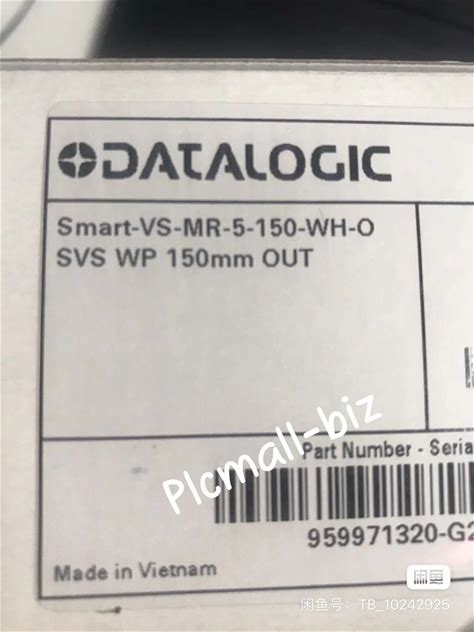 DATALOGIC
Smart-VS-MR-5-150-WH-O
SVS WP 150mm OUT
Plcmall-biz
Part Number - Seria
959971320-G2
Made in Vietnam
闲鱼
闲鱼号：TB_10242925